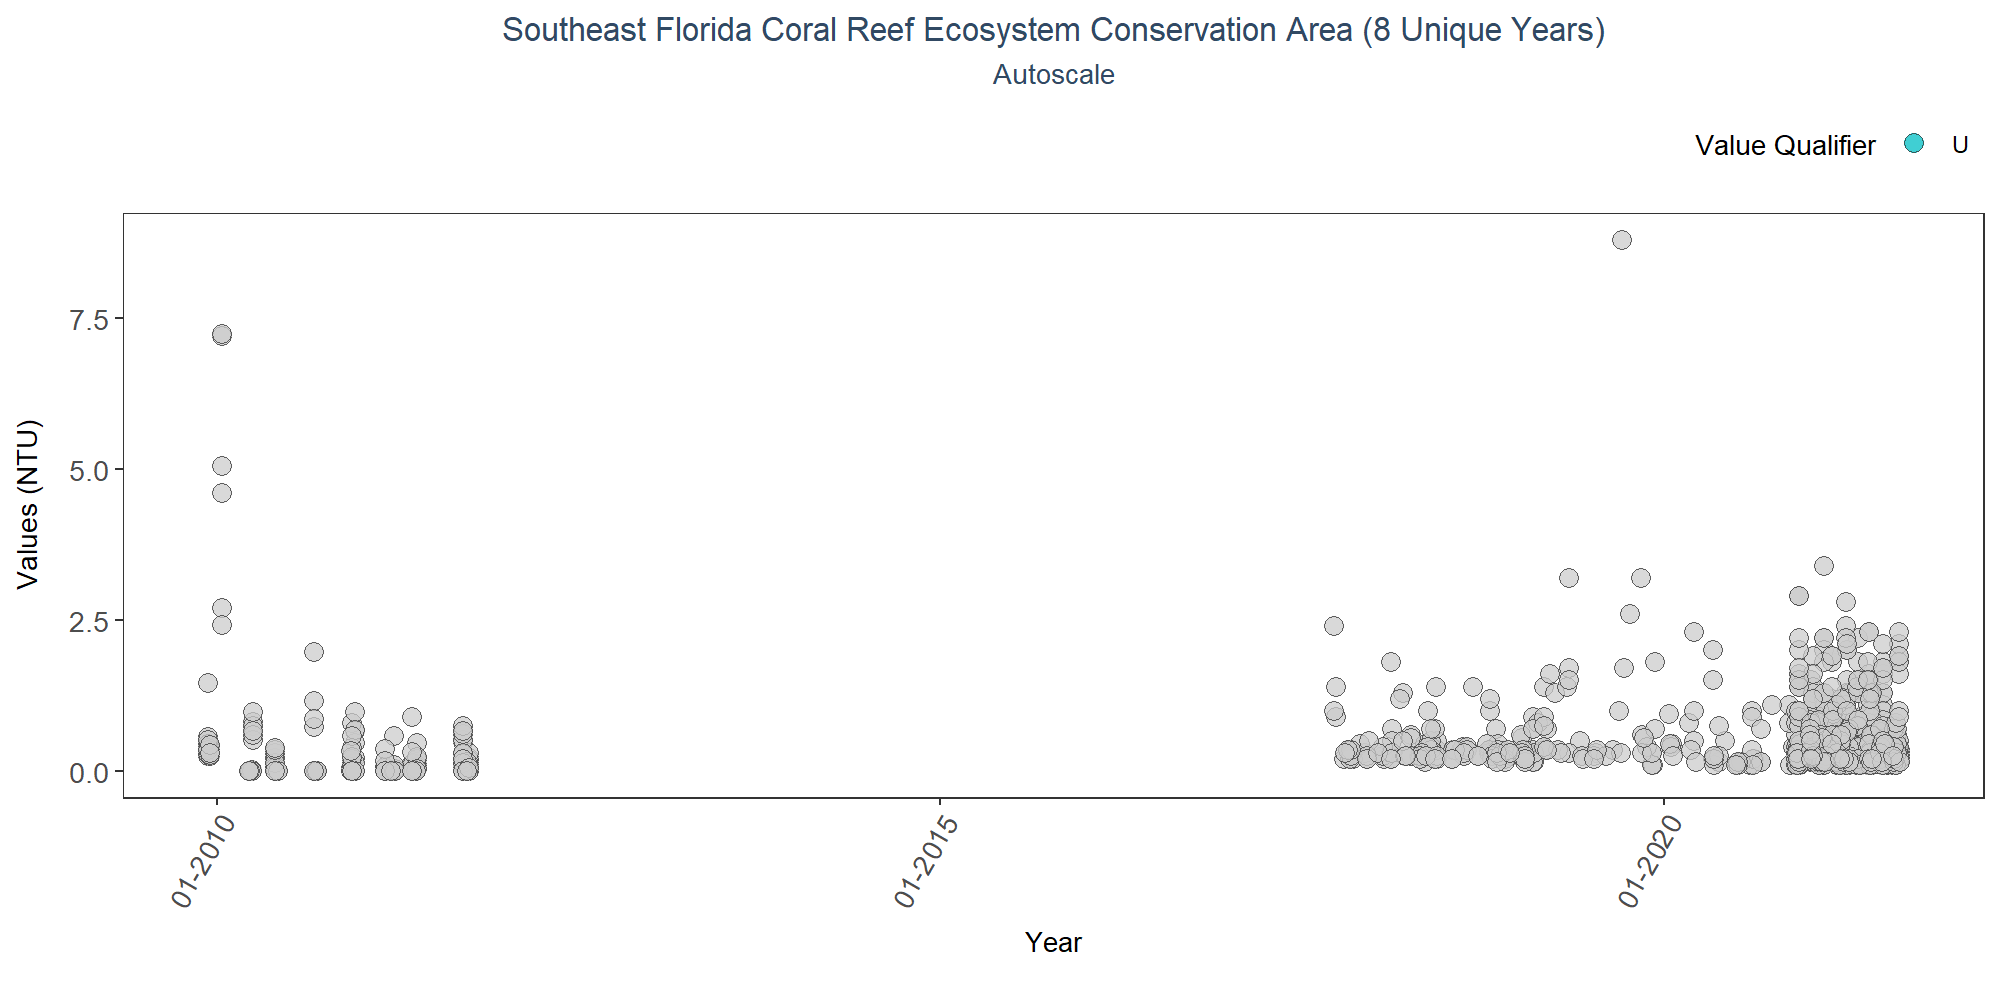 Southeast Florida Coral Reef Ecosystem Conservation Area (8 Unique Years)
Autoscale
Value Qualifier U
Values (NTU)
7.5
5.0
2.5
0.0
01-2010
01-2015
01-2020
Year